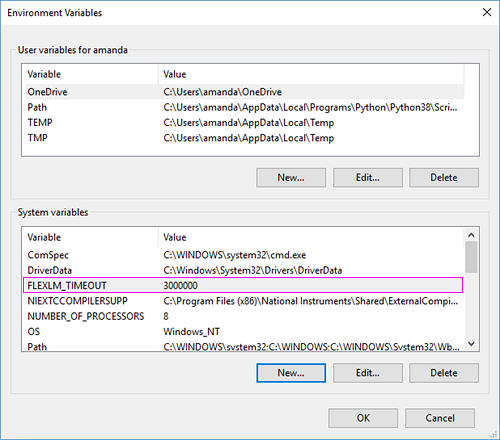 Environment Variables
User variables for amanda
Variable Value
OneDrive C:\Users\amanda\OneDrive
Path C:\Users\amanda\AppData\Local\Programs\Python\Python38\Scri...
TEMP C:\Users\amanda\AppData\Local\Temp
TMP C:\Users\amanda\AppData\Local\Temp
New... Edit... Delete
System variables
Variable Value
ComSpec C:\WINDOWS\system32\cmd.exe
DriverData C:\Windows\System32\Drivers\DriverData
FLEXLM_TIMEOUT 3000000
NIEXTCCOMPILERSUPP C:\Program Files (x86)\National Instruments\Shared\ExternalCompi...
NUMBER_OF_PROCESSORS 8
OS Windows_NT
Path C:\WINDOWS\system32;C:\WINDOWS;C:\WINDOWS\System32\Wb...
New... Edit... Delete
OK Cancel